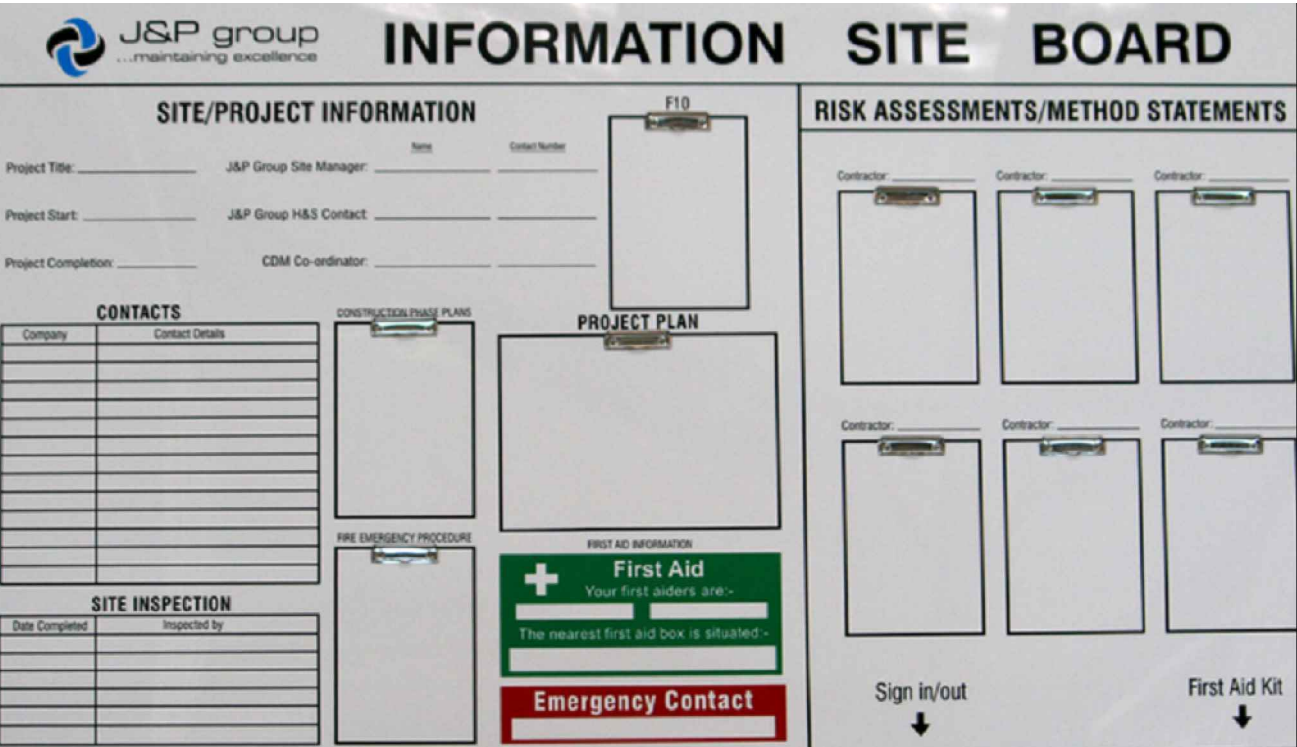 J&P group
...maintaining excellence
INFORMATION SITE BOARD
SITE/PROJECT INFORMATION
Name Contact Number
Project Title: J&P Group Site Manager:
Project Start: J&P Group H&S Contact:
Project Completion: CDM Co-ordinator:
F10
CONTACTS
Company Contact Details
CONSTRUCTION PHASE PLANS
PROJECT PLAN
FIRE EMERGENCY PROCEDURE
SITE INSPECTION
Date Completed Inspected by
FIRST AID INFORMATION
First Aid
Your first aiders are:-
The nearest first aid box is situated:-
Emergency Contact
RISK ASSESSMENTS/METHOD STATEMENTS
Contractor: Contractor: Contractor:
Contractor: Contractor: Contractor:
Sign in/out First Aid Kit